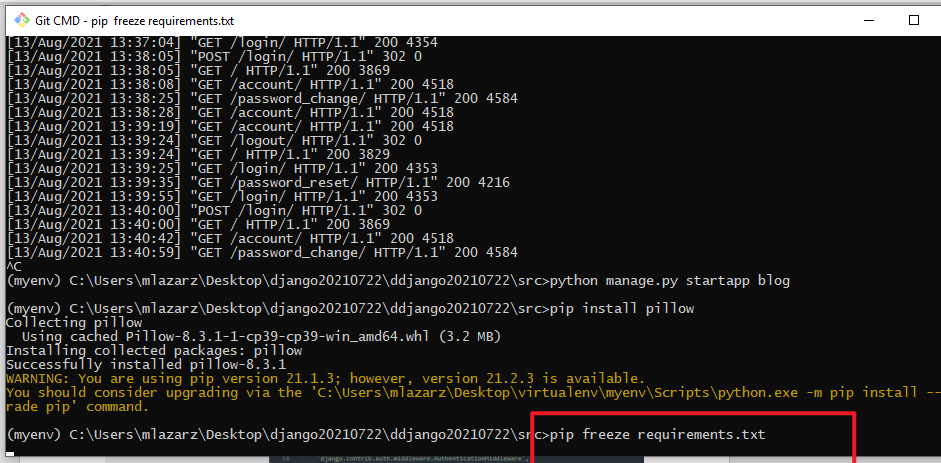 Git CMD - pip  freeze requirements.txt
[13/Aug/2021 13:37:04] "GET /login/ HTTP/1.1" 200 4354
[13/Aug/2021 13:38:05] "POST /login/ HTTP/1.1" 302 0
[13/Aug/2021 13:38:05] "GET / HTTP/1.1" 200 3869
[13/Aug/2021 13:38:08] "GET /account/ HTTP/1.1" 200 4518
[13/Aug/2021 13:38:25] "GET /password_change/ HTTP/1.1" 200 4584
[13/Aug/2021 13:38:28] "GET /account/ HTTP/1.1" 200 4518
[13/Aug/2021 13:39:19] "GET /account/ HTTP/1.1" 200 4518
[13/Aug/2021 13:39:24] "GET /logout/ HTTP/1.1" 302 0
[13/Aug/2021 13:39:24] "GET / HTTP/1.1" 200 3829
[13/Aug/2021 13:39:25] "GET /login/ HTTP/1.1" 200 4353
[13/Aug/2021 13:39:35] "GET /password_reset/ HTTP/1.1" 200 4216
[13/Aug/2021 13:39:55] "GET /login/ HTTP/1.1" 200 4353
[13/Aug/2021 13:40:00] "POST /login/ HTTP/1.1" 302 0
[13/Aug/2021 13:40:00] "GET / HTTP/1.1" 200 3869
[13/Aug/2021 13:40:42] "GET /account/ HTTP/1.1" 200 4518
[13/Aug/2021 13:40:59] "GET /password_change/ HTTP/1.1" 200 4584
^C
(myenv) C:\Users\mlazarz\Desktop\django20210722\ddjango20210722\src>python manage.py startapp blog
(myenv) C:\Users\mlazarz\Desktop\django20210722\ddjango20210722\src>pip install pillow
Collecting pillow
  Using cached Pillow-8.3.1-1-cp39-cp39-win_amd64.whl (3.2 MB)
Installing collected packages: pillow
Successfully installed pillow-8.3.1
WARNING: You are using pip version 21.1.3; however, version 21.2.3 is available.
You should consider upgrading via the 'C:\Users\mlazarz\Desktop\virtualenv\myenv\Scripts\python.exe -m pip install --
rade pip' command.
(myenv) C:\Users\mlazarz\Desktop\django20210722\ddjango20210722\src>pip freeze requirements.txt
58 'django.contrib.auth.middleware.AuthenticationMiddleware',